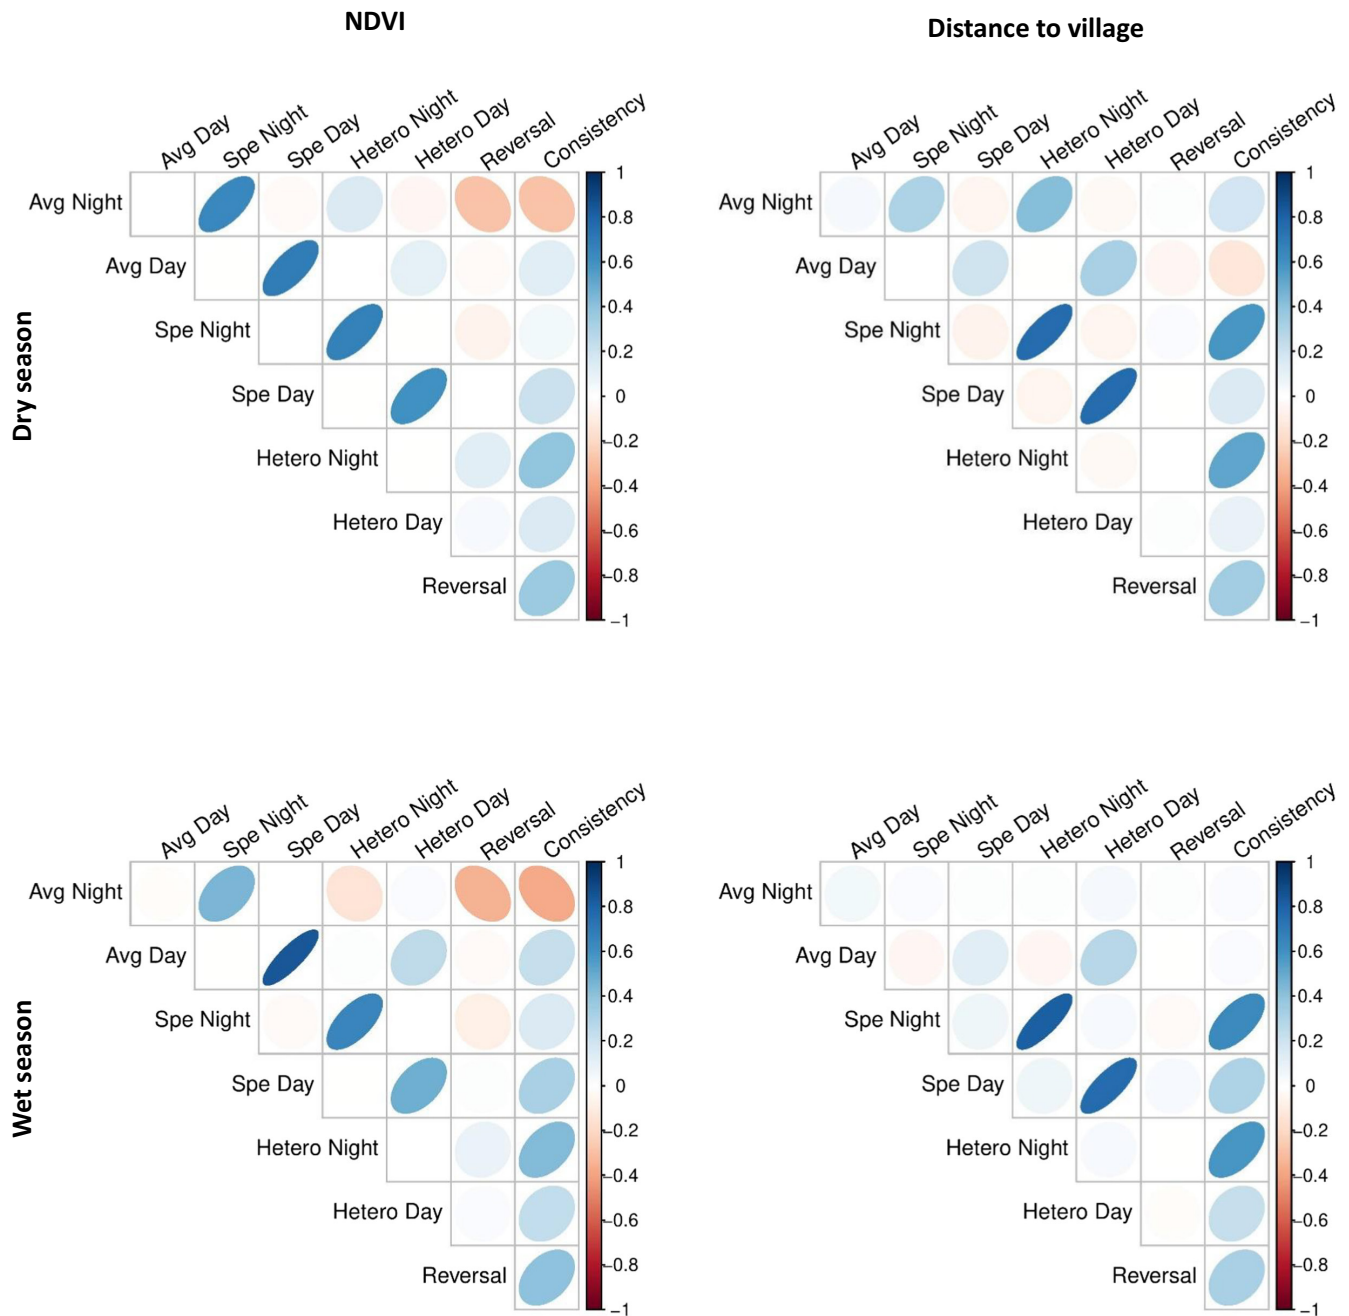 NDVI
Distance to village
Dry season
Avg Day
Spe Night
Spe Day
Hetero Night
Hetero Day
Reversal
Consistency
Avg Night
Avg Day
Spe Night
Spe Day
Hetero Night
Hetero Day
Reversal
1
0.8
0.6
0.4
0.2
0
−0.2
−0.4
−0.6
−0.8
−1
Avg Day
Spe Night
Spe Day
Hetero Night
Hetero Day
Reversal
Consistency
Avg Night
Avg Day
Spe Night
Spe Day
Hetero Night
Hetero Day
Reversal
1
0.8
0.6
0.4
0.2
0
−0.2
−0.4
−0.6
−0.8
−1
Wet season
Avg Day
Spe Night
Spe Day
Hetero Night
Hetero Day
Reversal
Consistency
Avg Night
Avg Day
Spe Night
Spe Day
Hetero Night
Hetero Day
Reversal
1
0.8
0.6
0.4
0.2
0
−0.2
−0.4
−0.6
−0.8
−1
Avg Day
Spe Night
Spe Day
Hetero Night
Hetero Day
Reversal
Consistency
Avg Night
Avg Day
Spe Night
Spe Day
Hetero Night
Hetero Day
Reversal
1
0.8
0.6
0.4
0.2
0
−0.2
−0.4
−0.6
−0.8
−1